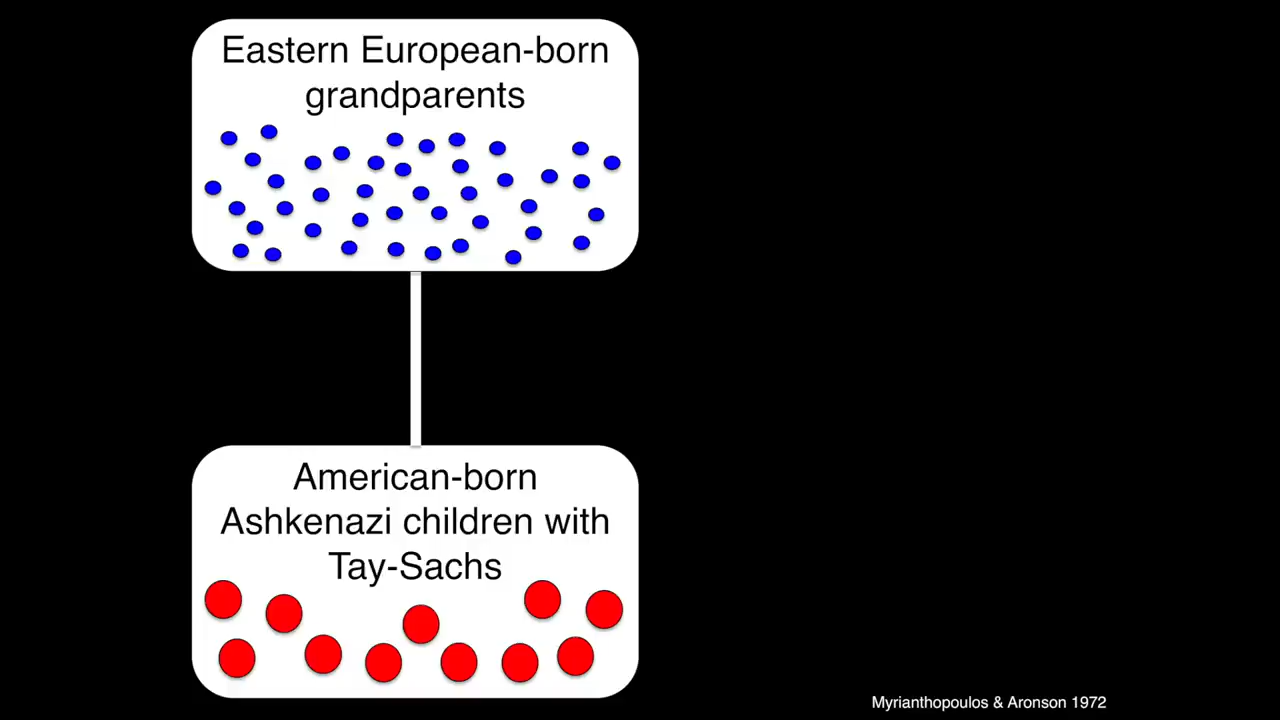 Eastern European-born
grandparents
American-born
Ashkenazi children with
Tay-Sachs
Myrianthopoulos & Aronson 1972